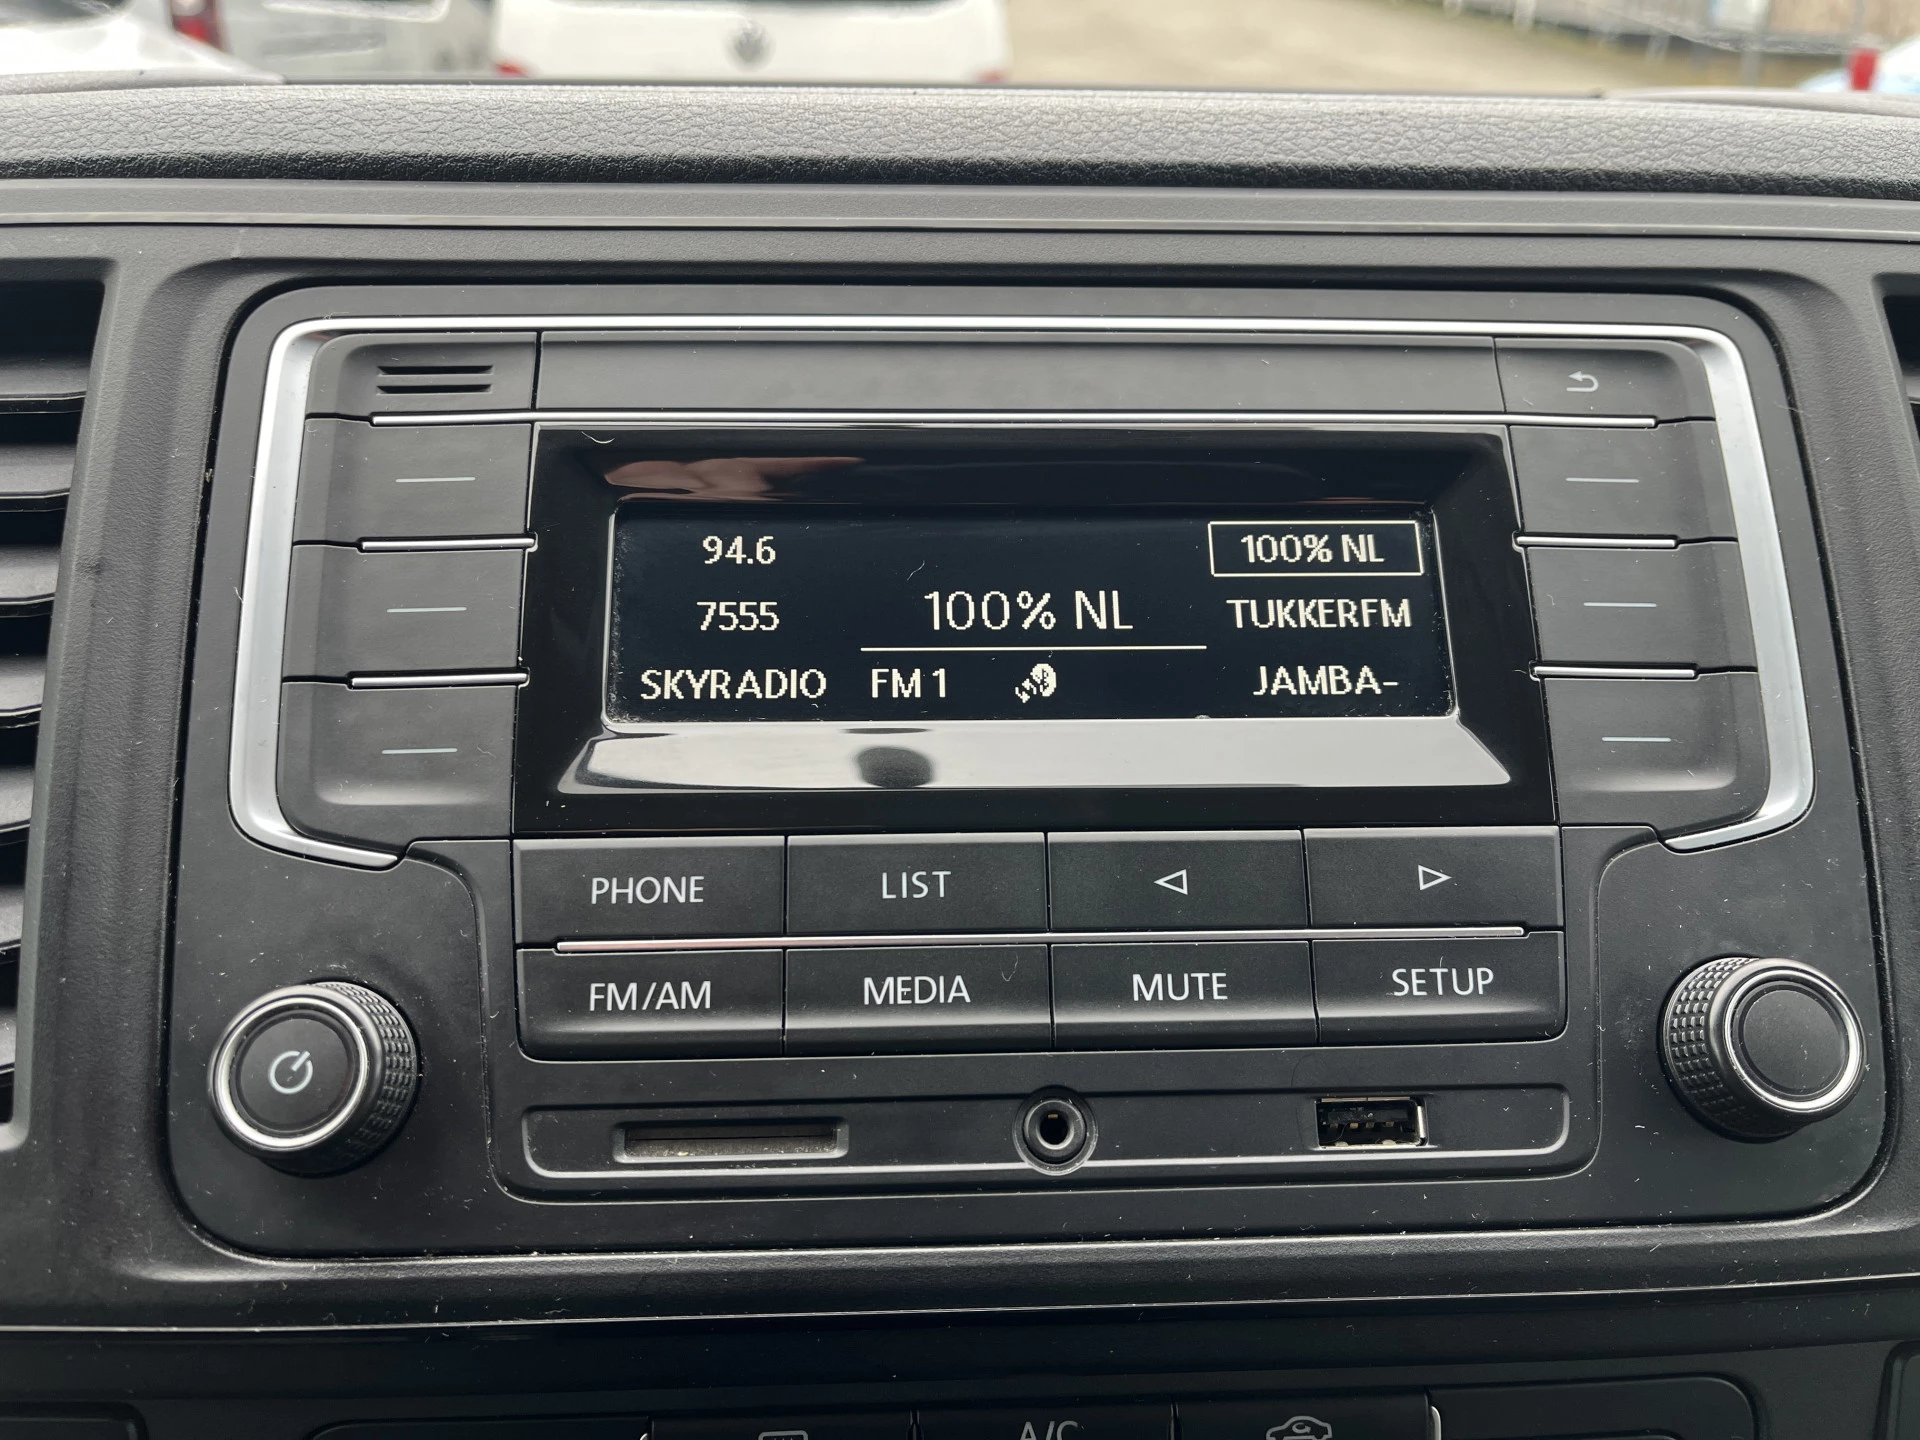 94.6
100% NL
7555
100% NL
TUKKERFM
SKYRADIO
FM 1
JAMBA-
PHONE
LIST
FM/AM
MEDIA
MUTE
SETUP
A/C